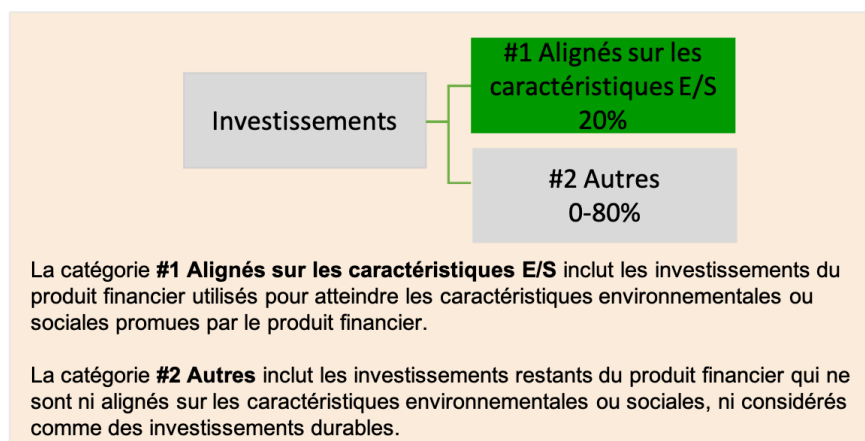 Investissements
#1 Alignés sur les
caractéristiques E/S
20%
#2 Autres
0-80%
La catégorie #1 Alignés sur les caractéristiques E/S inclut les investissements du
produit financier utilisés pour atteindre les caractéristiques environnementales ou
sociales promues par le produit financier.
La catégorie #2 Autres inclut les investissements restants du produit financier qui ne
sont ni alignés sur les caractéristiques environnementales ou sociales, ni considérés
comme des investissements durables.